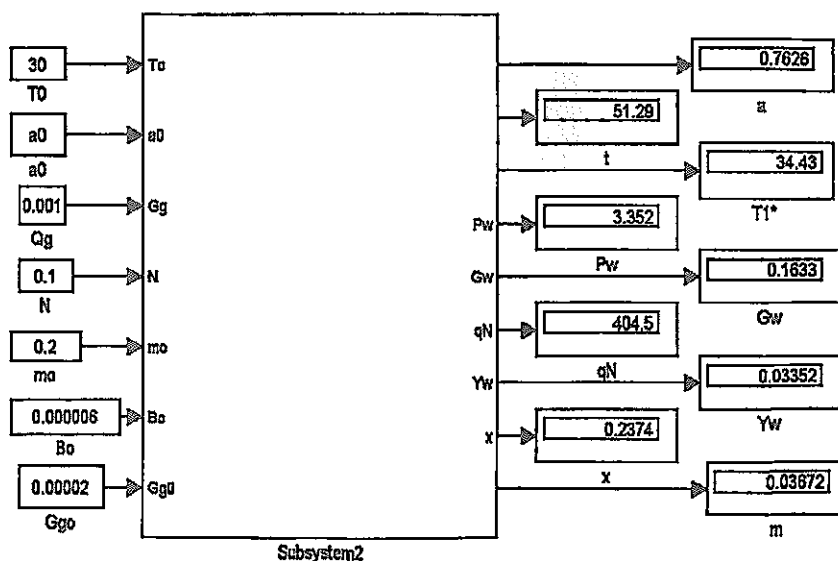 30
T0
a0
a0
0.001
Qg
0.1
N
0.2
mo
0.000006
Bo
0.00002
Ggo
To
a0
Gg
N
mo
Bo
Gg0
Pw
Gw
qN
Yw
x
Subsystem2
0.7626
a
51.29
t
34.43
T1*
3.352
Pw
0.1633
Gw
404.5
qN
0.03352
Yw
0.2374
x
0.03672
m